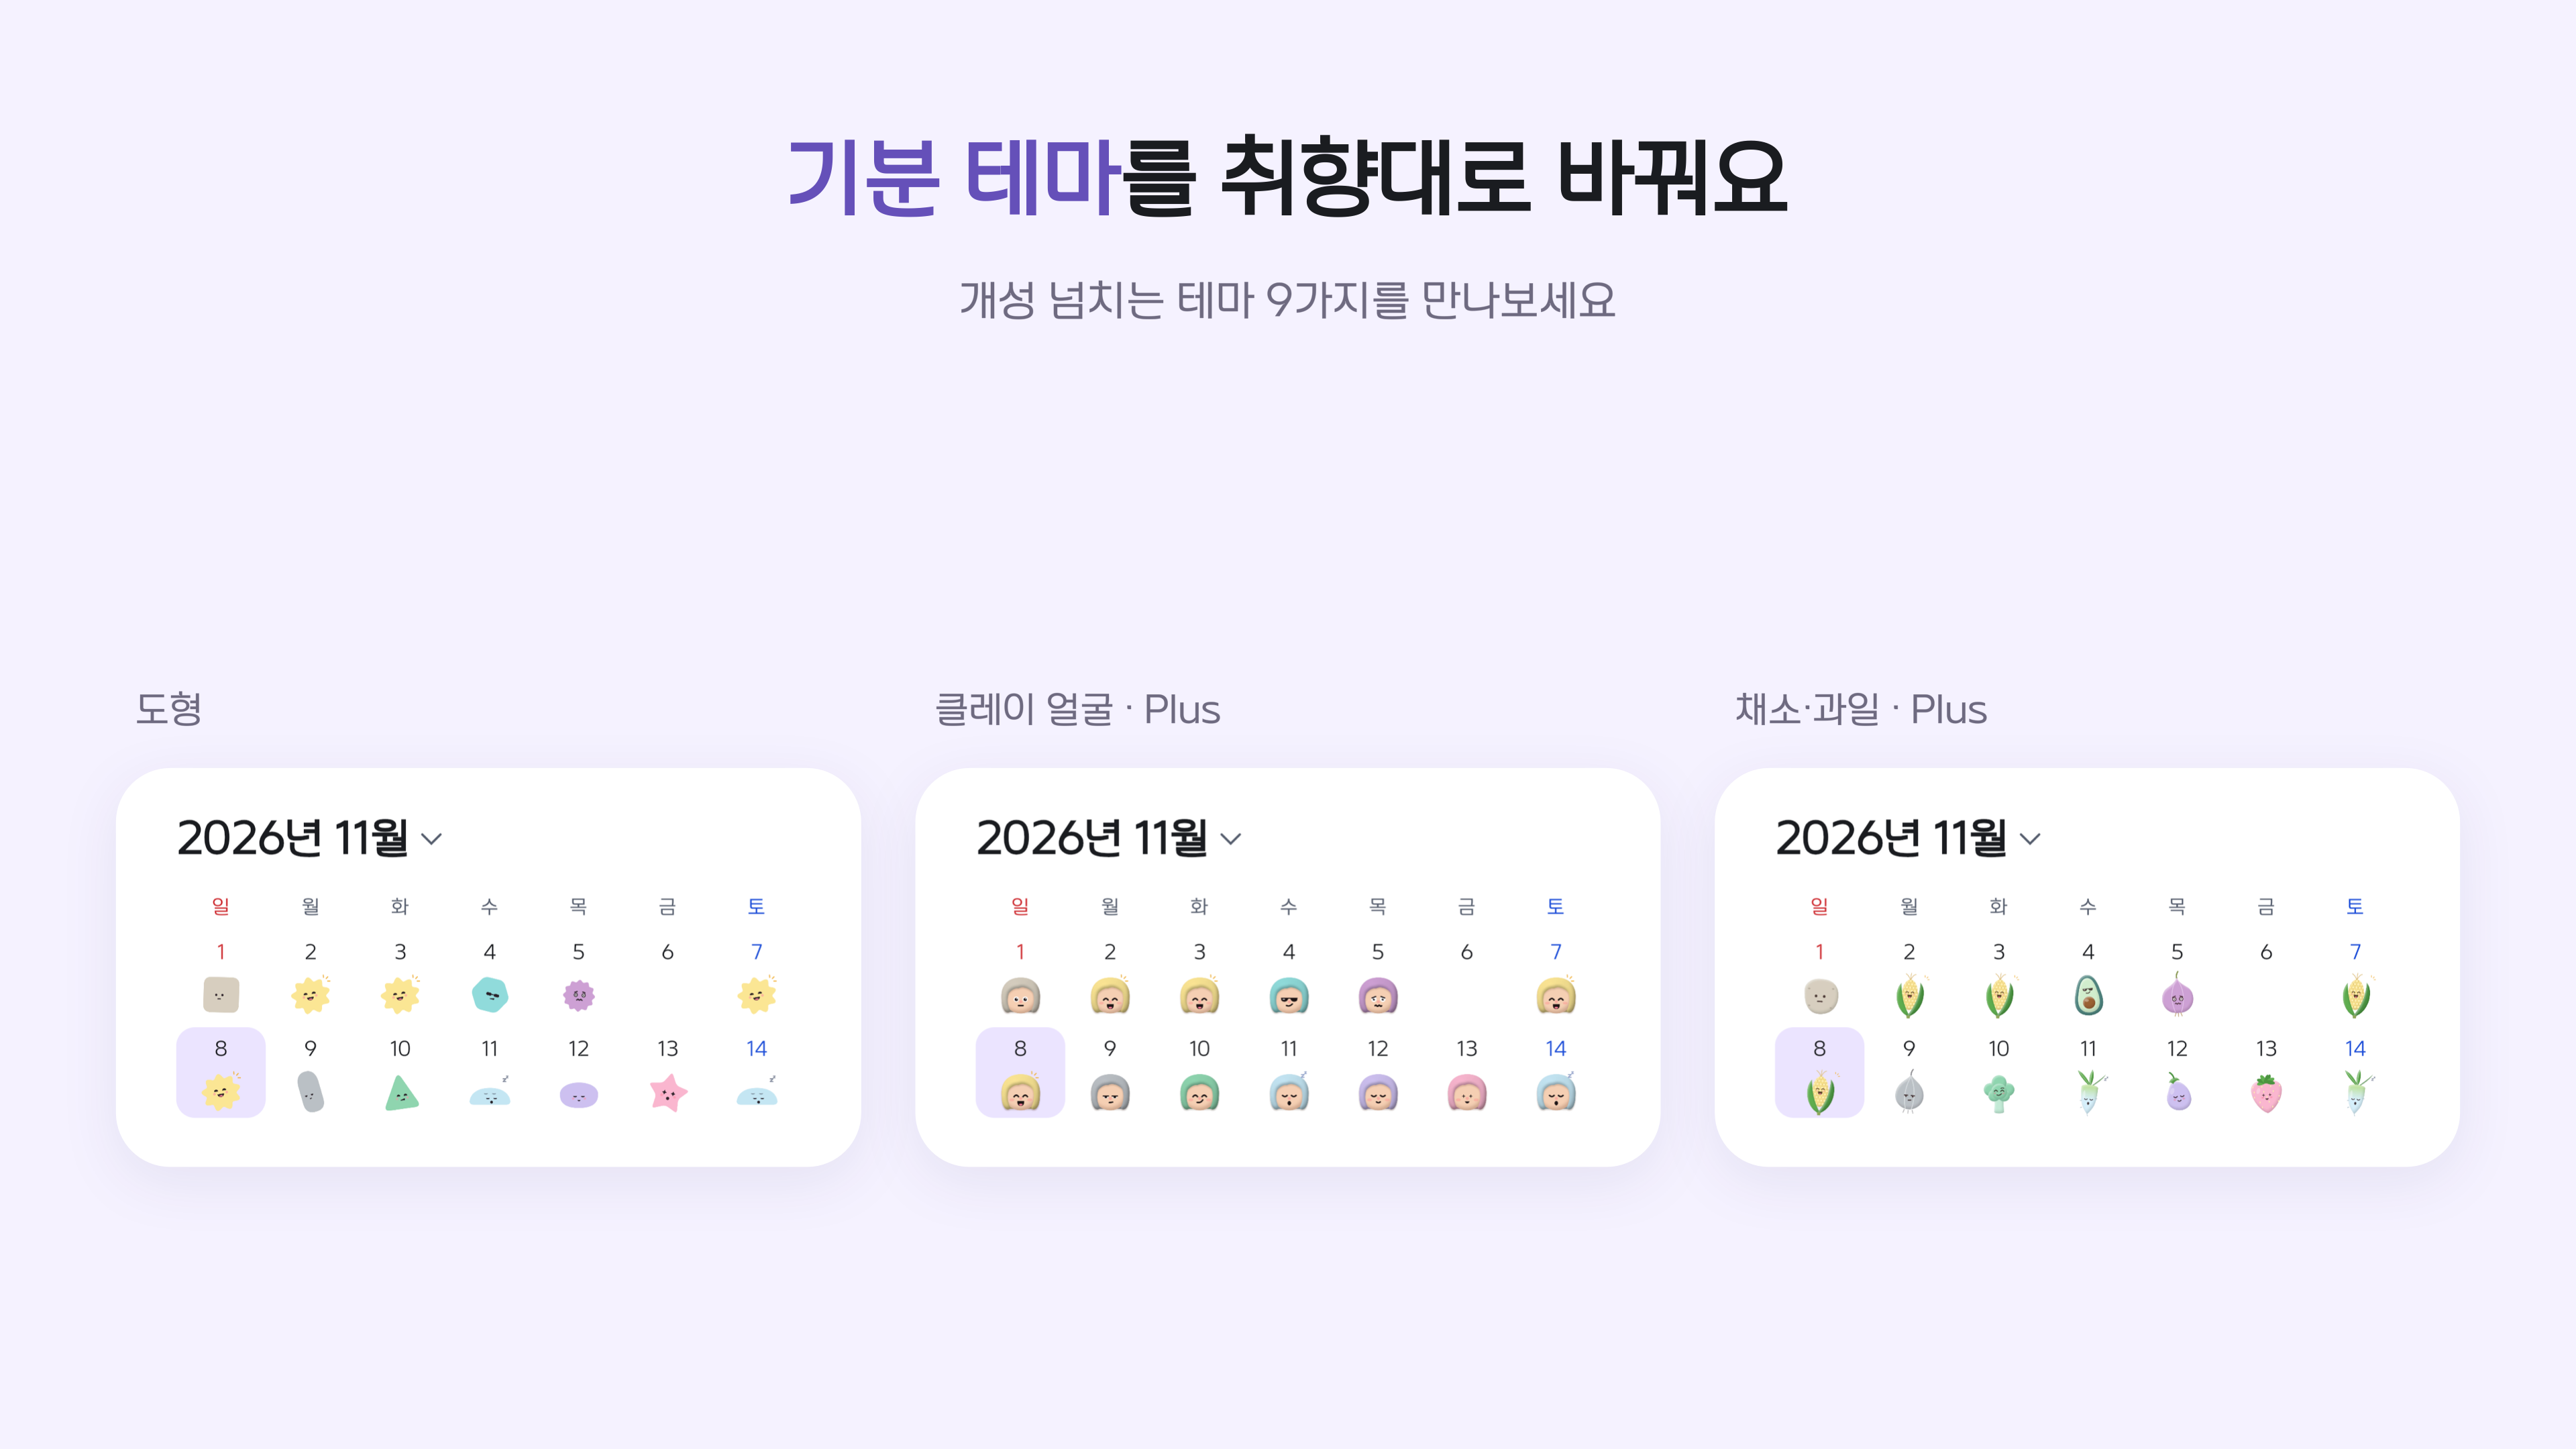 기분 테마를 취향대로 바꿔요
개성 넘치는 테마 9가지를 만나보세요
도형
2026년 11월
일 월 화 수 목 금 토
1 2 3 4 5 6 7
8 9 10 11 12 13 14
클레이 얼굴 · Plus
2026년 11월
일 월 화 수 목 금 토
1 2 3 4 5 6 7
8 9 10 11 12 13 14
채소·과일 · Plus
2026년 11월
일 월 화 수 목 금 토
1 2 3 4 5 6 7
8 9 10 11 12 13 14